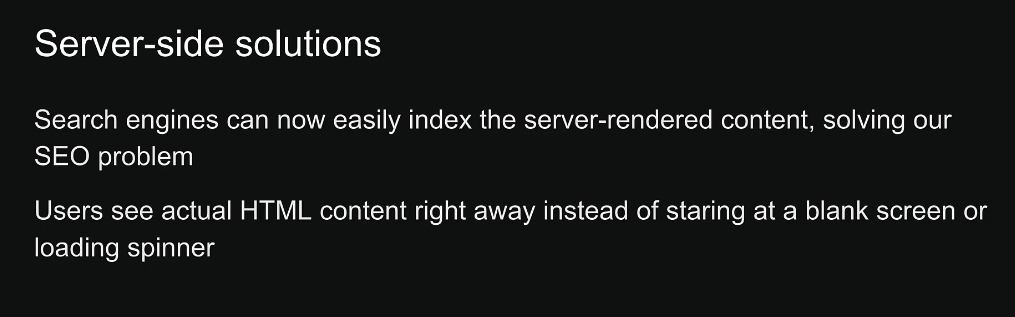 Server-side solutions
Search engines can now easily index the server-rendered content, solving our
SEO problem
Users see actual HTML content right away instead of staring at a blank screen or
loading spinner